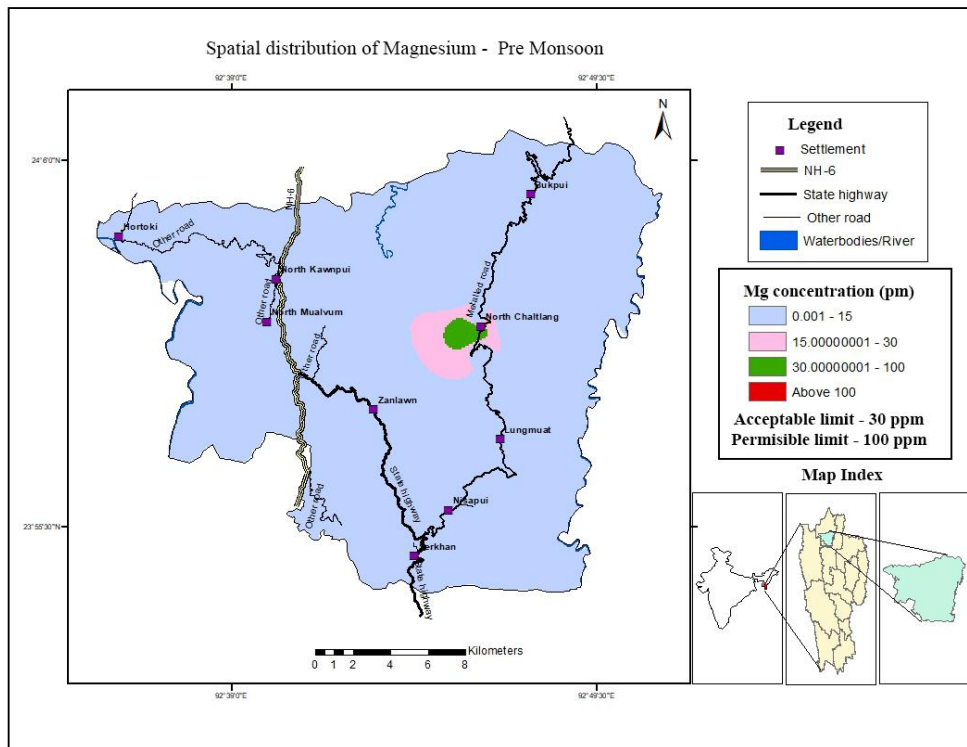 Spatial distribution of Magnesium - Pre Monsoon
92°39'0"E
92°49'30"E
N
24°6'0"N
23°55'30"N
Bukpui
NH-6
Hortoki
Other road
North Kawnpui
Other road
North Mualvum
Metalled road
North Chaltlang
Other road
Zanlawn
Lungmuat
State highway
Nisapui
Other road
Serkhan
State highway
Kilometers
0 1 2 4 6 8
92°39'0"E
92°49'30"E
Legend
Settlement
NH-6
State highway
Other road
Waterbodies/River
Mg concentration (pm)
0.001 - 15
15.00000001 - 30
30.00000001 - 100
Above 100
Acceptable limit - 30 ppm
Permisible limit - 100 ppm
Map Index